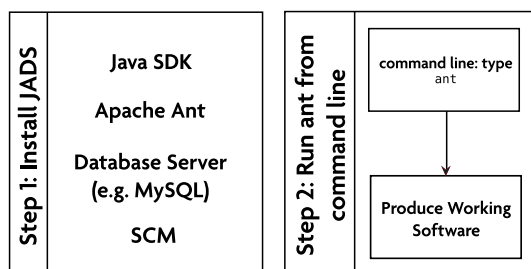 Step 1: Install JADS
Java SDK
Apache Ant
Database Server
(e.g. MySQL)
SCM
Step 2: Run ant from
command line
command line: type
ant
Produce Working
Software